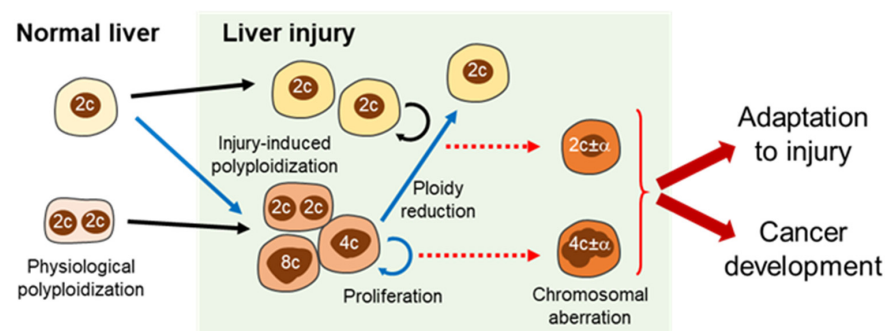 Normal liver
Liver injury
2c
2c
2c
2c
Injury-induced
polyploidization
2c±α
Adaptation
to injury
2c 2c
2c 2c
4c
8c
Ploidy
reduction
4c±α
Physiological
polyploidization
Proliferation
Chromosomal
aberration
Cancer
development